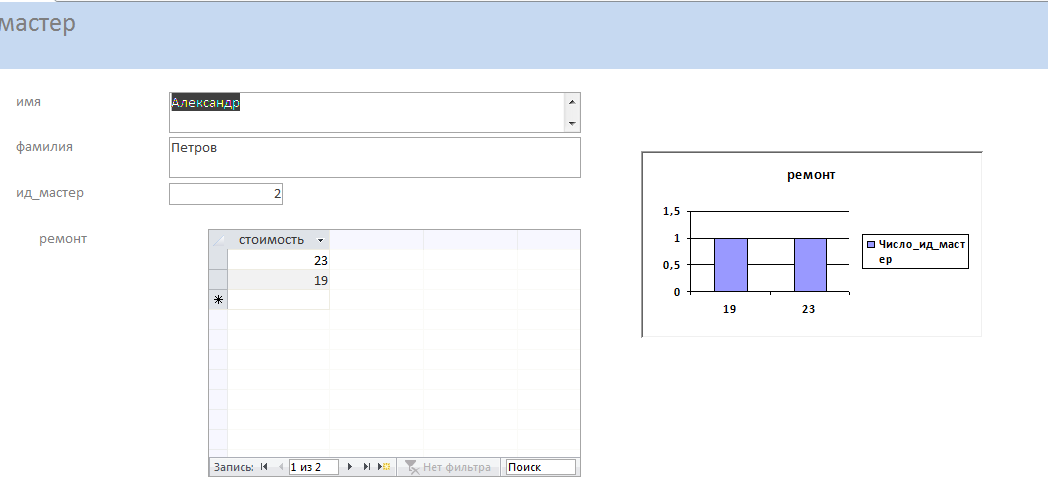 мастер
имя
Александр
фамилия
Петров
ид_мастер
2
ремонт
стоимость
23
19
Запись:
1 из 2
Нет фильтра
Поиск
ремонт
1,5
1
0,5
0
19
23
Число_ид_маст
ер